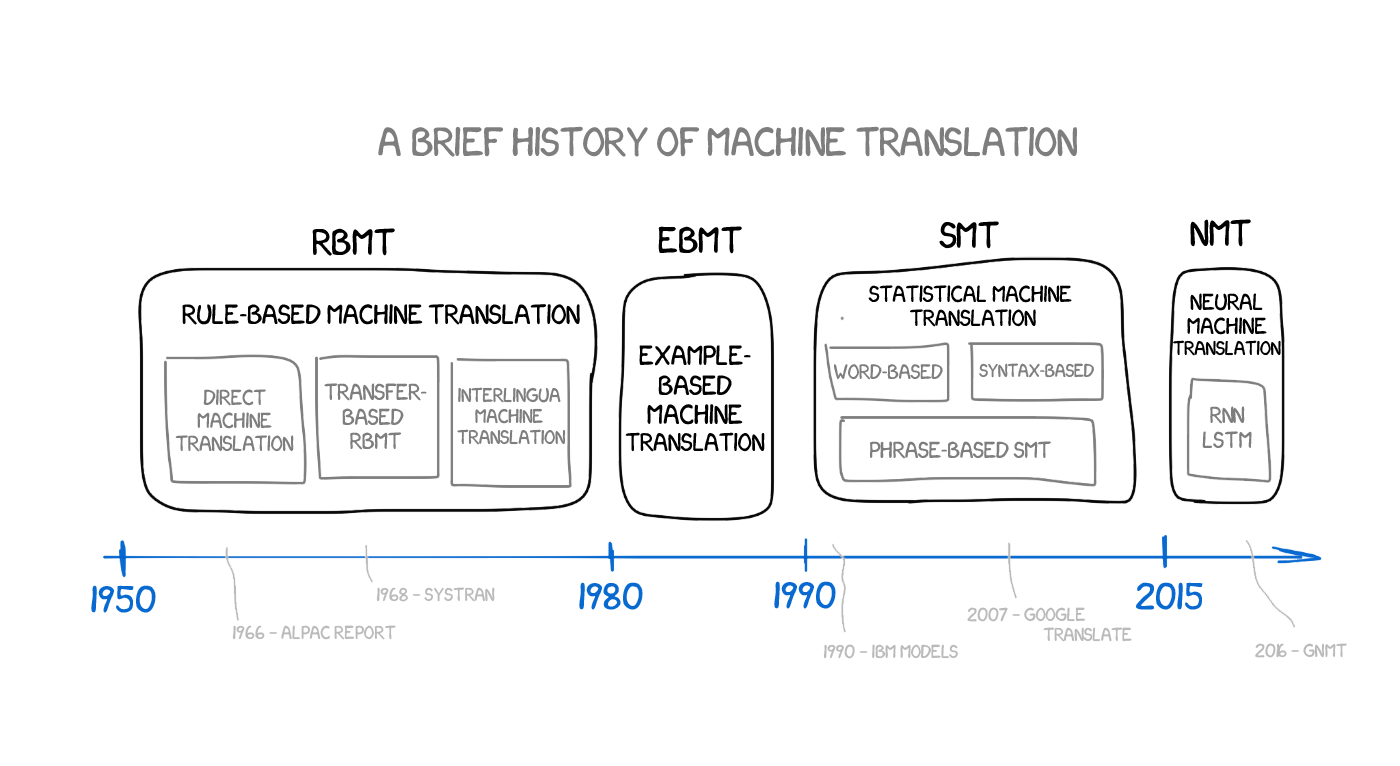 A BRIEF HISTORY OF MACHINE TRANSLATION
RBMT
RULE-BASED MACHINE TRANSLATION
DIRECT
MACHINE
TRANSLATION
TRANSFER-
BASED
RBMT
INTERLINGUA
MACHINE
TRANSLATION
EBMT
EXAMPLE-
BASED
MACHINE
TRANSLATION
SMT
STATISTICAL MACHINE
TRANSLATION
WORD-BASED
SYNTAX-BASED
PHRASE-BASED SMT
NMT
NEURAL
MACHINE
TRANSLATION
RNN
LSTM
1950
1980
1990
2015
1966 - ALPAC REPORT
1968 - SYSTRAN
1990 - IBM MODELS
2007 - GOOGLE
TRANSLATE
2016 - GNMT